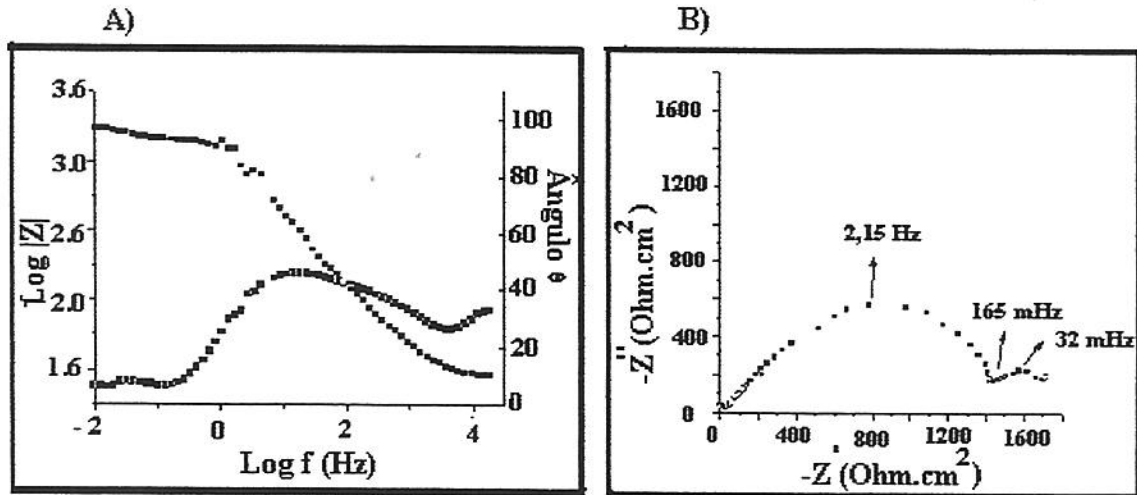 A)
3.6
3.0
2.6
2.0
1.6
Log |Z|
100
80
60
40
20
0
Ângulo θ
-2
0
2
4
Log f (Hz)
B)
1600
1200
800
400
0
-Z'' (Ohm.cm²)
2,15 Hz
165 mHz
32 mHz
0
400
800
1200
1600
-Z (Ohm.cm²)